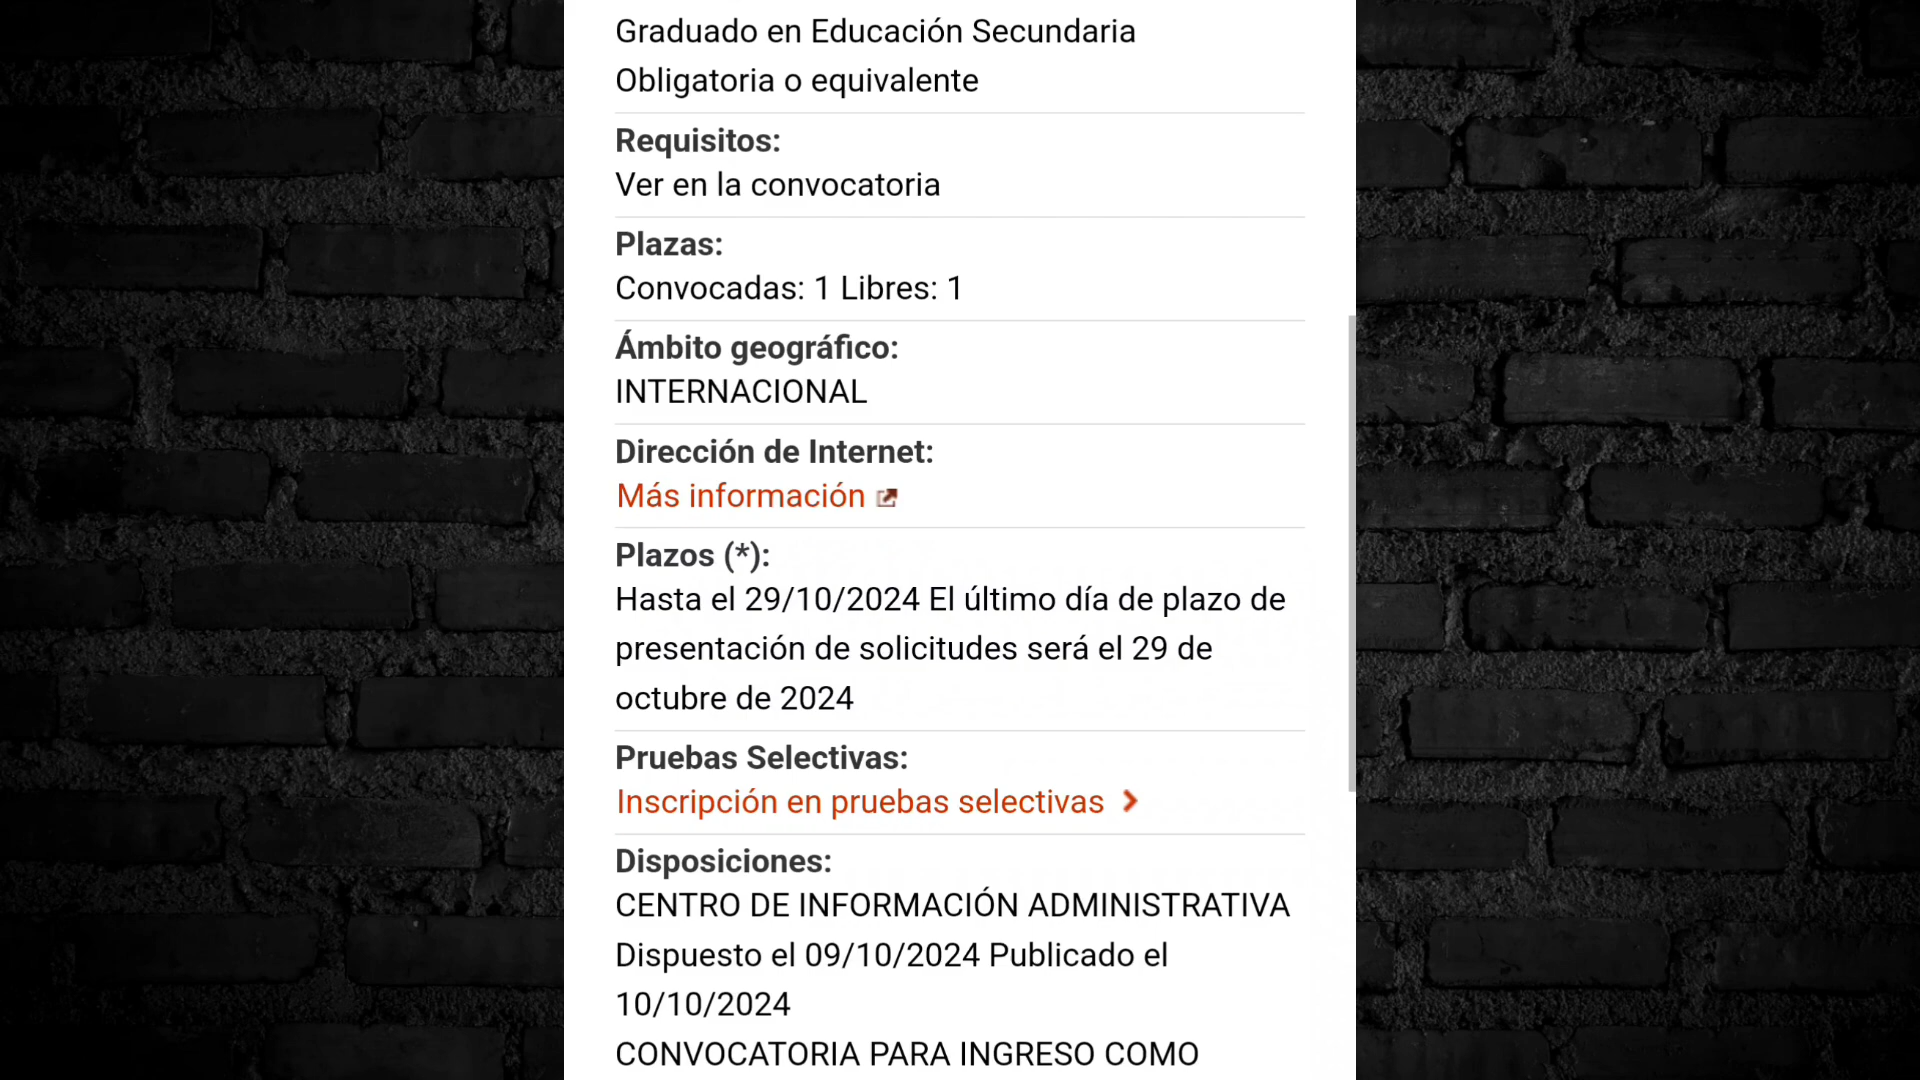 Graduado en Educación Secundaria
Obligatoria o equivalente
Requisitos:
Ver en la convocatoria
Plazas:
Convocadas: 1 Libres: 1
Ámbito geográfico:
INTERNACIONAL
Dirección de Internet:
Más información
Plazos (*):
Hasta el 29/10/2024 El último día de plazo de
presentación de solicitudes será el 29 de
octubre de 2024
Pruebas Selectivas:
Inscripción en pruebas selectivas
Disposiciones:
CENTRO DE INFORMACIÓN ADMINISTRATIVA
Dispuesto el 09/10/2024 Publicado el
10/10/2024
CONVOCATORIA PARA INGRESO COMO